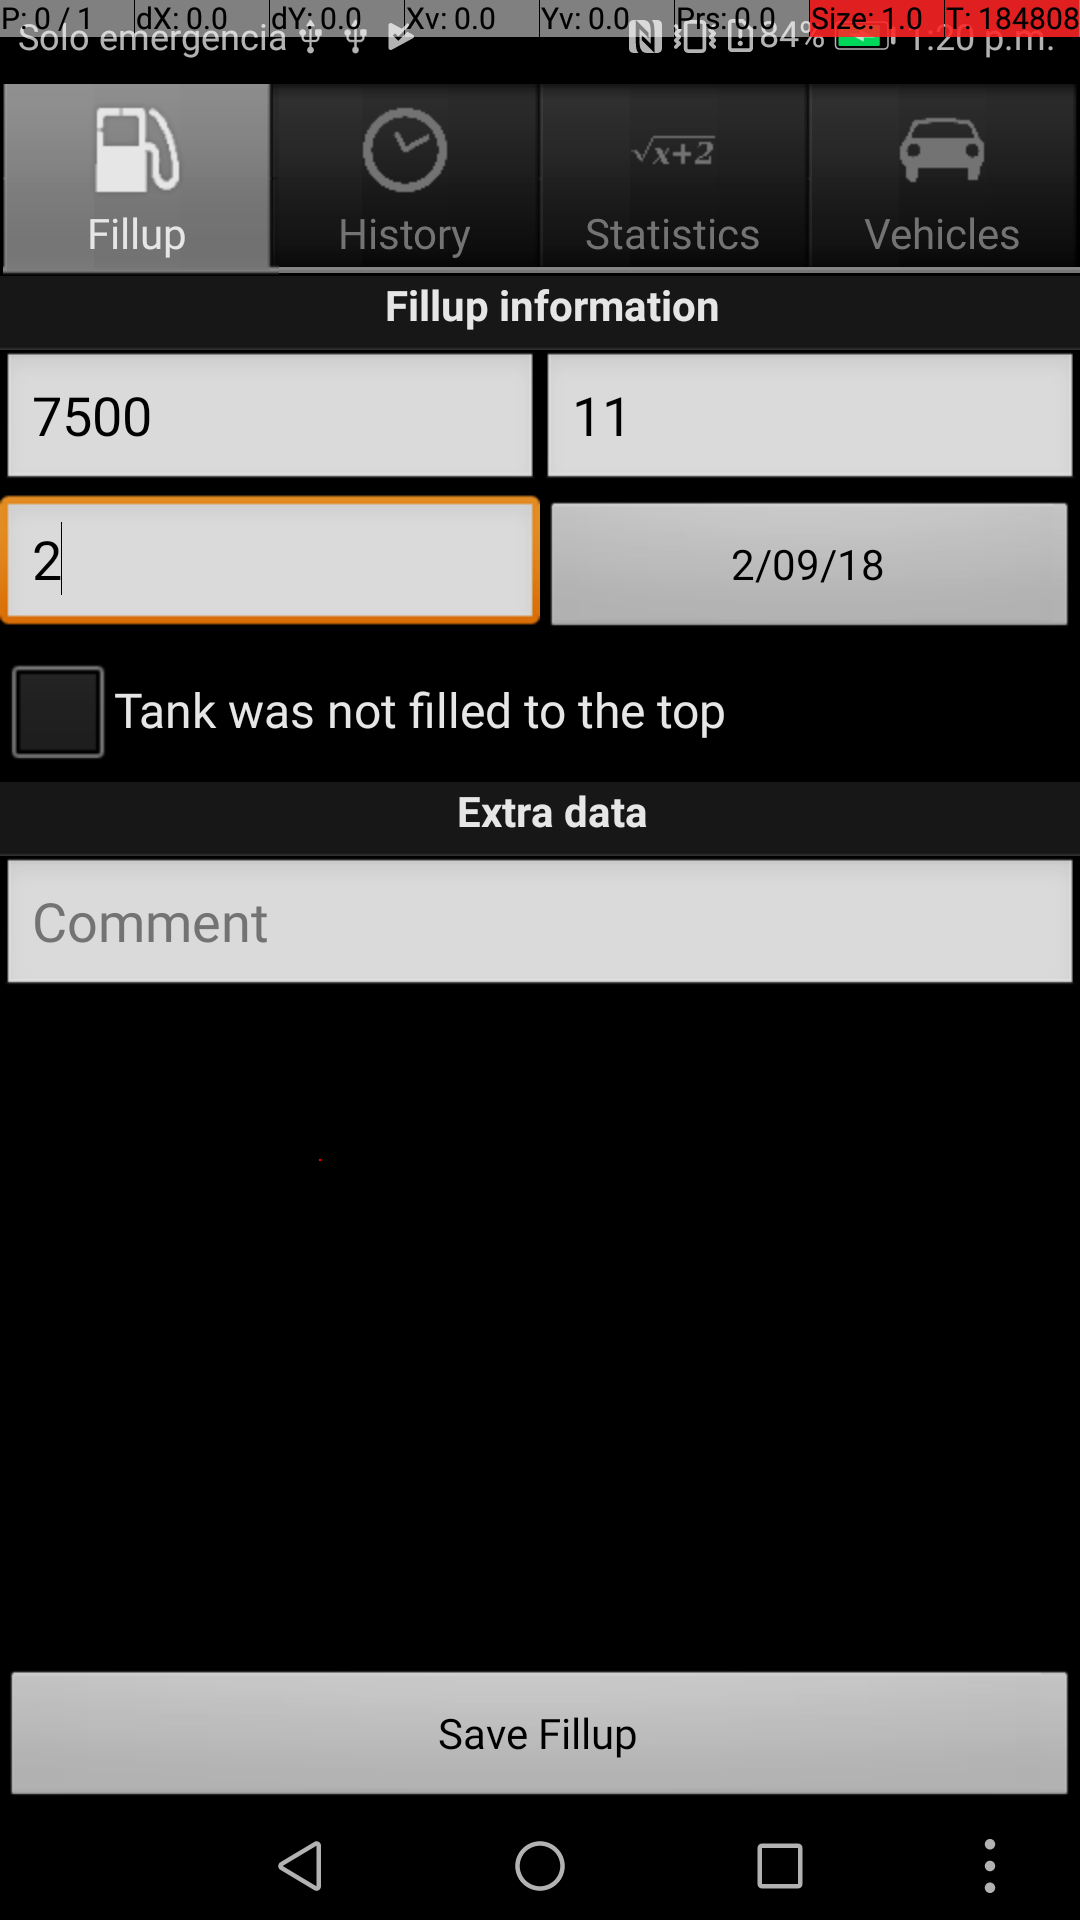 P: 0 / 1 dX: 0.0 dY: 0.0 Xv: 0.0 Yv: 0.0 Prs: 0.0 Size: 1.0 T: 184808
Solo emergencia 84% 1:20 p.m.
Fillup History √x+2 Statistics Vehicles
Fillup information
7500 11
2 2/09/18
Tank was not filled to the top
Extra data
Comment
Save Fillup